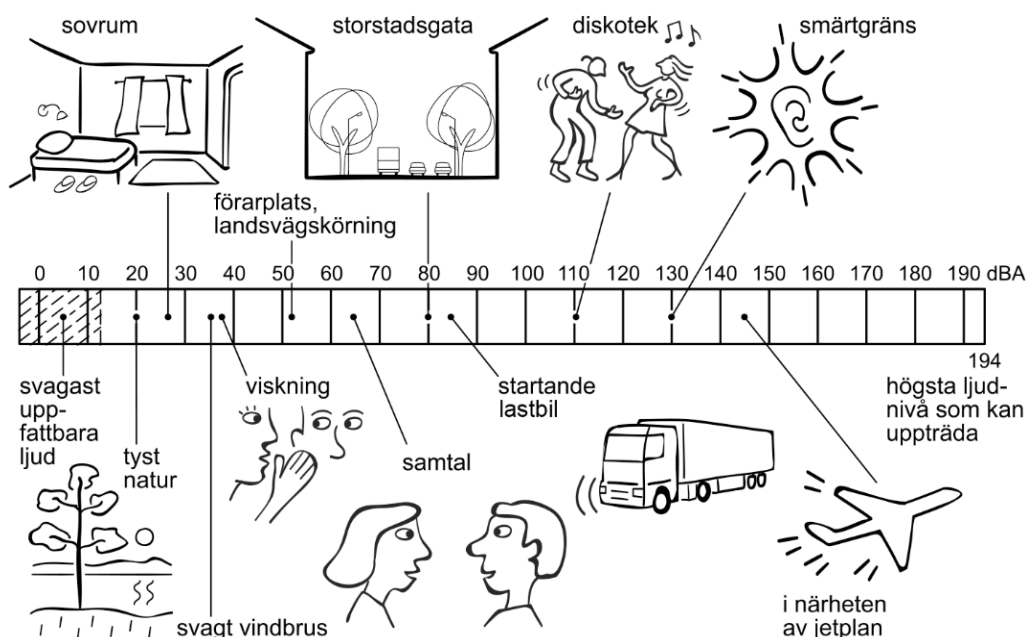 sovrum
storstadsgata
diskotek
smärtgräns
förarplats,
landsvägskörning
0 10 20 30 40 50 60 70 80 90 100 110 120 130 140 150 160 170 180 190 dBA
194
svagast
upp-
fattbara
ljud
tyst
natur
svagt vindbrus
viskning
samtal
startande
lastbil
i närheten
av jetplan
högsta ljud-
nivå som kan
uppträda